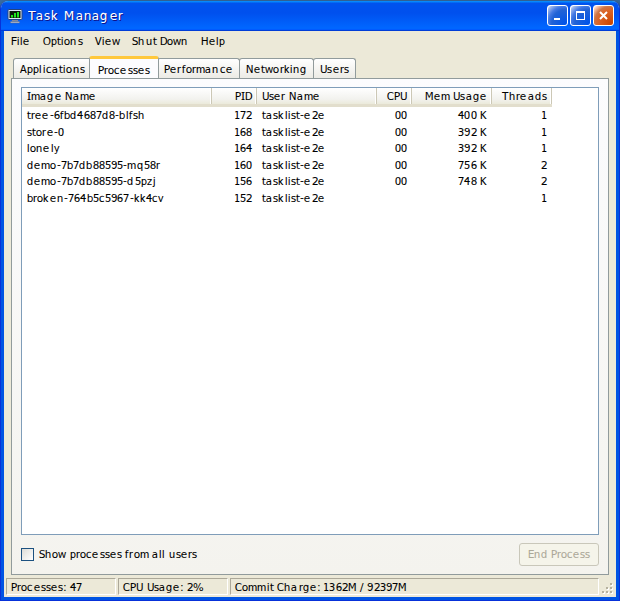 Task Manager
File Options View Shut Down Help
Applications Processes Performance Networking Users
Image Name PID User Name CPU Mem Usage Threads
tree-6fbd4687d8-blfsh 172 tasklist-e2e 00 400 K 1
store-0 168 tasklist-e2e 00 392 K 1
lonely 164 tasklist-e2e 00 392 K 1
demo-7b7db88595-mq58r 160 tasklist-e2e 00 756 K 2
demo-7b7db88595-d5pzj 156 tasklist-e2e 00 748 K 2
broken-764b5c5967-kk4cv 152 tasklist-e2e 1
Show processes from all users End Process
Processes: 47 CPU Usage: 2% Commit Charge: 1362M / 92397M